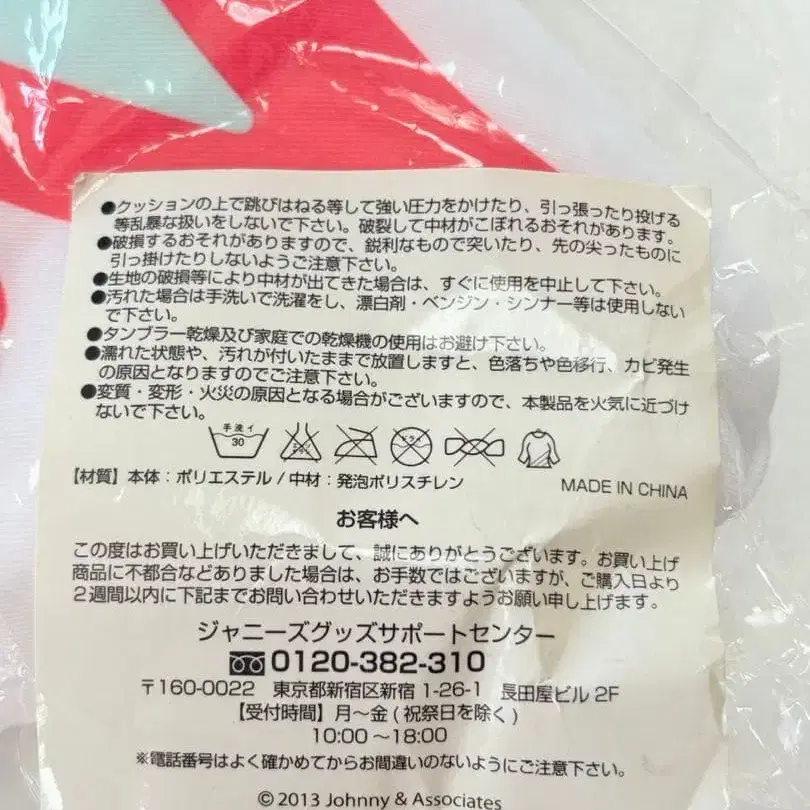 ●クッションの上で跳びはねる等して強い圧力をかけたり、引っ張ったり投げる
等乱暴な扱いをしないで下さい。破裂して中材がこぼれるおそれがあります。
●破損するおそれがありますので、鋭利なもので突いたり、先の尖ったものに
引っ掛けたりしないようご注意下さい。
●生地の破損等により中材が出てきた場合は、すぐに使用を中止して下さい。
●汚れた場合は手洗いで洗濯をし、漂白剤・ベンジン・シンナー等は使用しない
で下さい。
●タンブラー乾燥及び家庭での乾燥機の使用はお避け下さい。
●濡れた状態や、汚れが付いたままで放置しますと、色落ちや色移行、カビ発生
の原因となりますのでご注意下さい。
●変質・変形・火災の原因となる場合がございますので、本製品を火気に近づけ
ないで下さい。
手洗イ 30 エンソサラシ ドライ
【材質】本体：ポリエステル / 中材：発泡ポリスチレン
MADE IN CHINA
お客様へ
この度はお買い上げいただきまして、誠にありがとうございます。お買い上げ
商品に不都合などありました場合は、お手数ではございますが、ご購入日より
2週間以内に下記までお問い合わせいただきますようお願い申し上げます。
ジャニーズグッズサポートセンター
0120-382-310
〒160-0022 東京都新宿区新宿 1-26-1 長田屋ビル 2F
【受付時間】月〜金 ( 祝祭日を除く )
10:00 〜18:00
※電話番号はよく確かめてからお間違いのないようにご注意下さい。
© 2013 Johnny & Associates